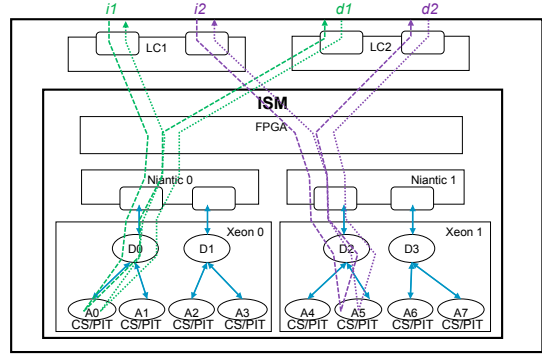 i1 i2 d1 d2
LC1 LC2
ISM
FPGA
Niantic 0 Niantic 1
Xeon 0 Xeon 1
D0 D1 D2 D3
A0 A1 A2 A3 A4 A5 A6 A7
CS/PIT CS/PIT CS/PIT CS/PIT CS/PIT CS/PIT CS/PIT CS/PIT